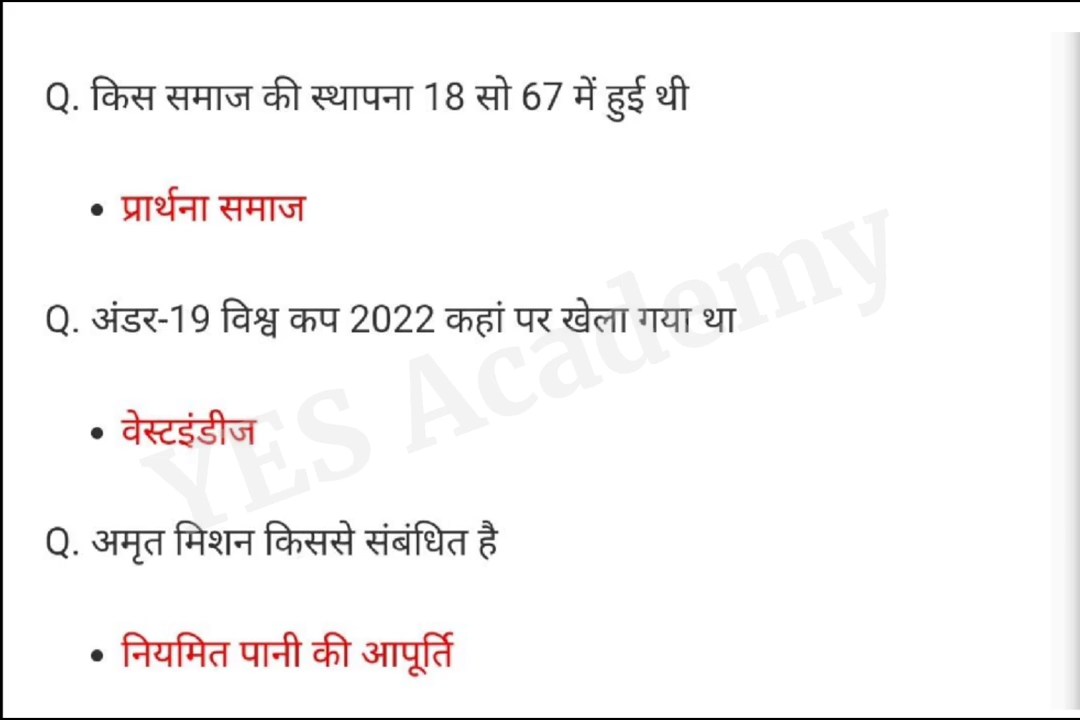 Q. किस समाज की स्थापना 18 सो 67 में हुई थी
• प्रार्थना समाज
Q. अंडर-19 विश्व कप 2022 कहां पर खेला गया था
• वेस्टइंडीज
Q. अमृत मिशन किससे संबंधित है
• नियमित पानी की आपूर्ति
YES Academy